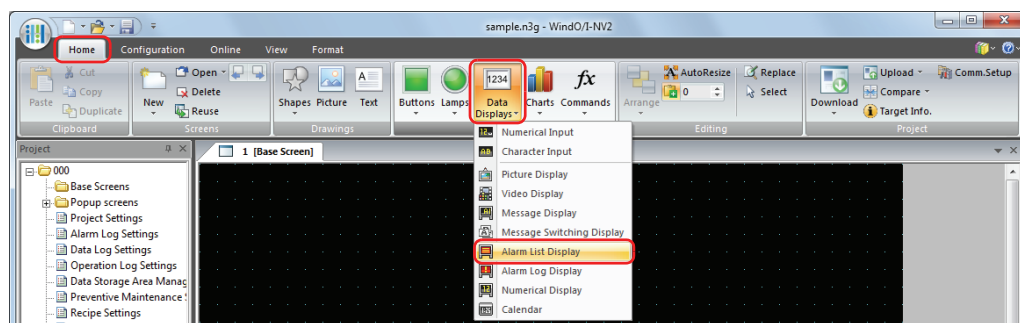 sample.n3g - WindO/I-NV2
Home Configuration Online View Format
Cut
Copy
Duplicate
Paste
Clipboard
New
Open
Delete
Reuse
Screens
Shapes Picture Text
Drawings
Buttons Lamps
1234
Data
Displays
Charts
fx
Commands
Arrange
AutoResize
0
Replace
Select
Editing
Download
Upload
Compare
Target Info.
Comm.Setup
Project
Project
1 [Base Screen]
000
Base Screens
Popup screens
Project Settings
Alarm Log Settings
Data Log Settings
Operation Log Settings
Data Storage Area Manag
Preventive Maintenance S
Recipe Settings
Numerical Input
Character Input
Picture Display
Video Display
Message Display
Message Switching Display
Alarm List Display
Alarm Log Display
Numerical Display
Calendar